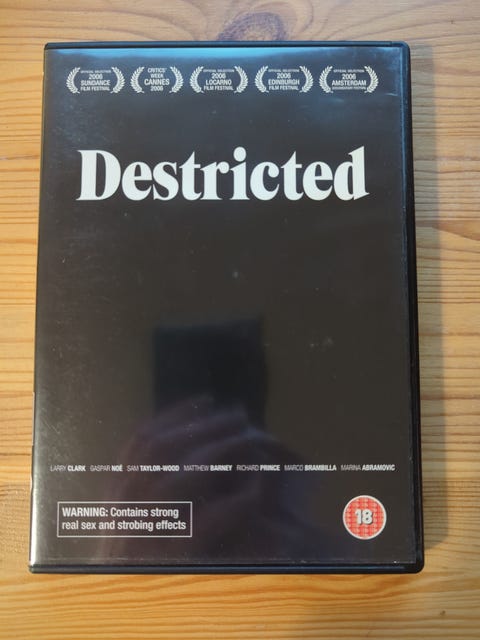 OFFICIAL SELECTION
2006
SUNDANCE
FILM FESTIVAL
CRITICS'
WEEK
CANNES
2006
OFFICIAL SELECTION
2006
LOCARNO
FILM FESTIVAL
OFFICIAL SELECTION
2006
EDINBURGH
FILM FESTIVAL
OFFICIAL SELECTION
2006
AMSTERDAM
Destricted
LARRY CLARK GASPAR NOÉ SAM TAYLOR-WOOD MATTHEW BARNEY RICHARD PRINCE MARCO BRAMBILLA MARINA ABRAMOVIC
WARNING: Contains strong
real sex and strobing effects
18